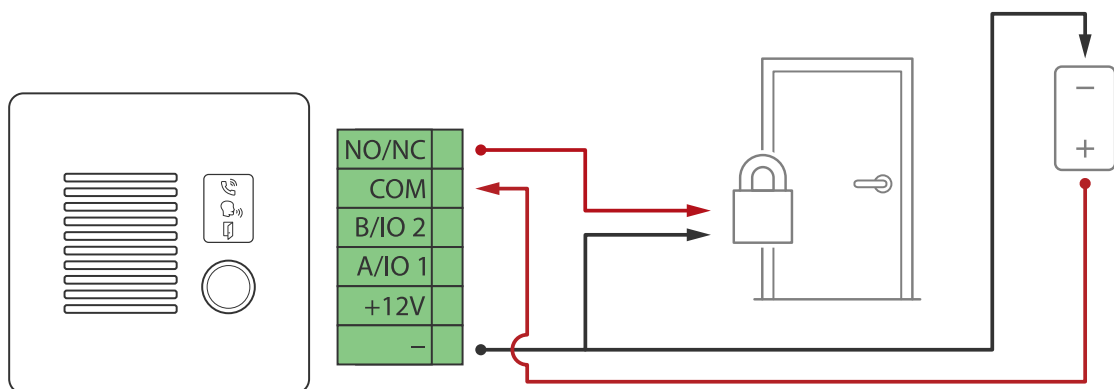 NO/NC
COM
B/IO 2
A/IO 1
+12V
–
–
+